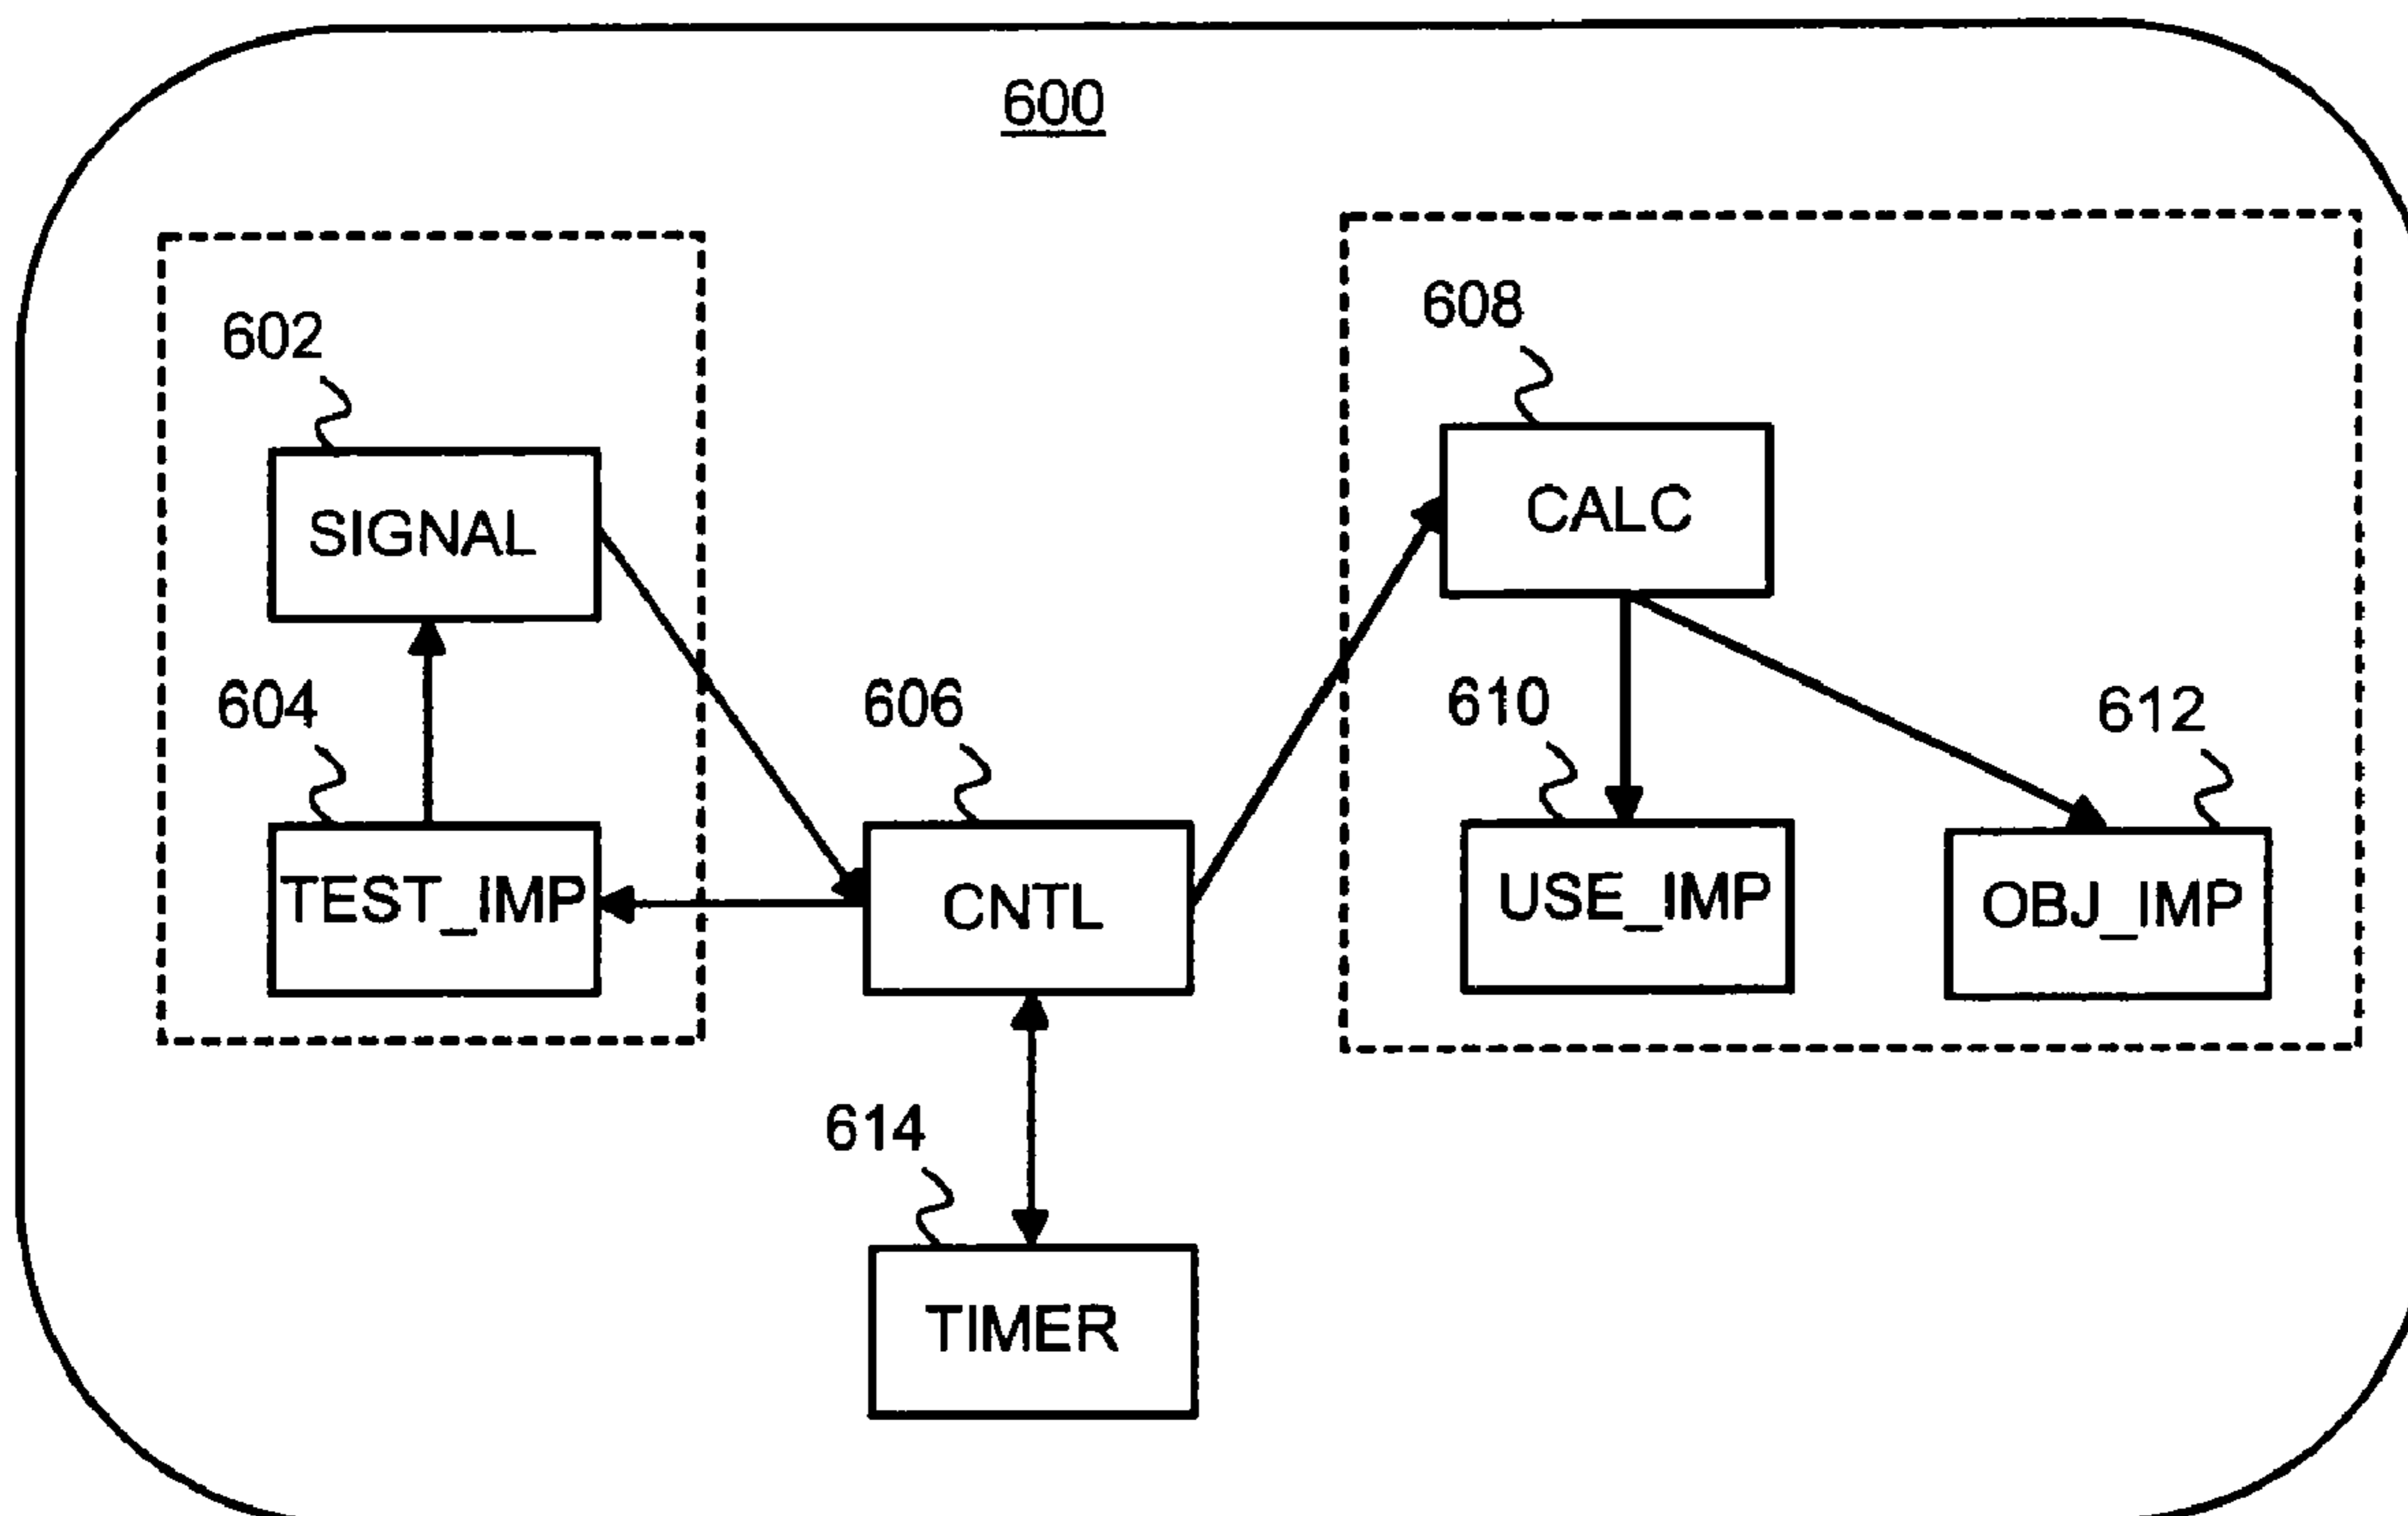 600
602
SIGNAL
604
TEST_IMP
606
CNTL
608
CALC
610
USE_IMP
612
OBJ_IMP
614
TIMER